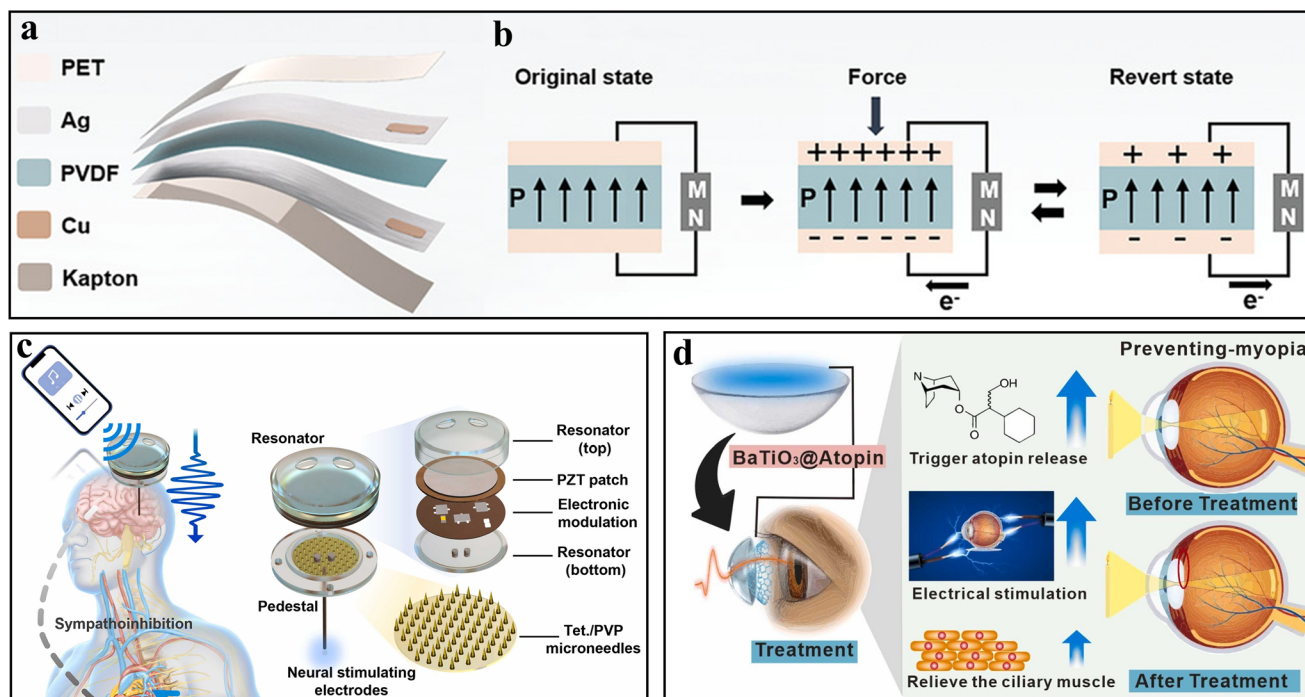 a
PET
Ag
PVDF
Cu
Kapton
b
Original state
Force
Revert state
P
M
N
++++++
P
------
M
N
e-
+ + +
P
- - -
M
N
e-
c
Sympathoinhibition
Resonator
Pedestal
Neural stimulating
electrodes
Resonator
(top)
PZT patch
Electronic
modulation
Resonator
(bottom)
Tet./PVP
microneedles
d
BaTiO₃@Atopin
Treatment
N
OH
O
O
Trigger atopin release
Electrical stimulation
Relieve the ciliary muscle
Preventing-myopia
Before Treatment
After Treatment